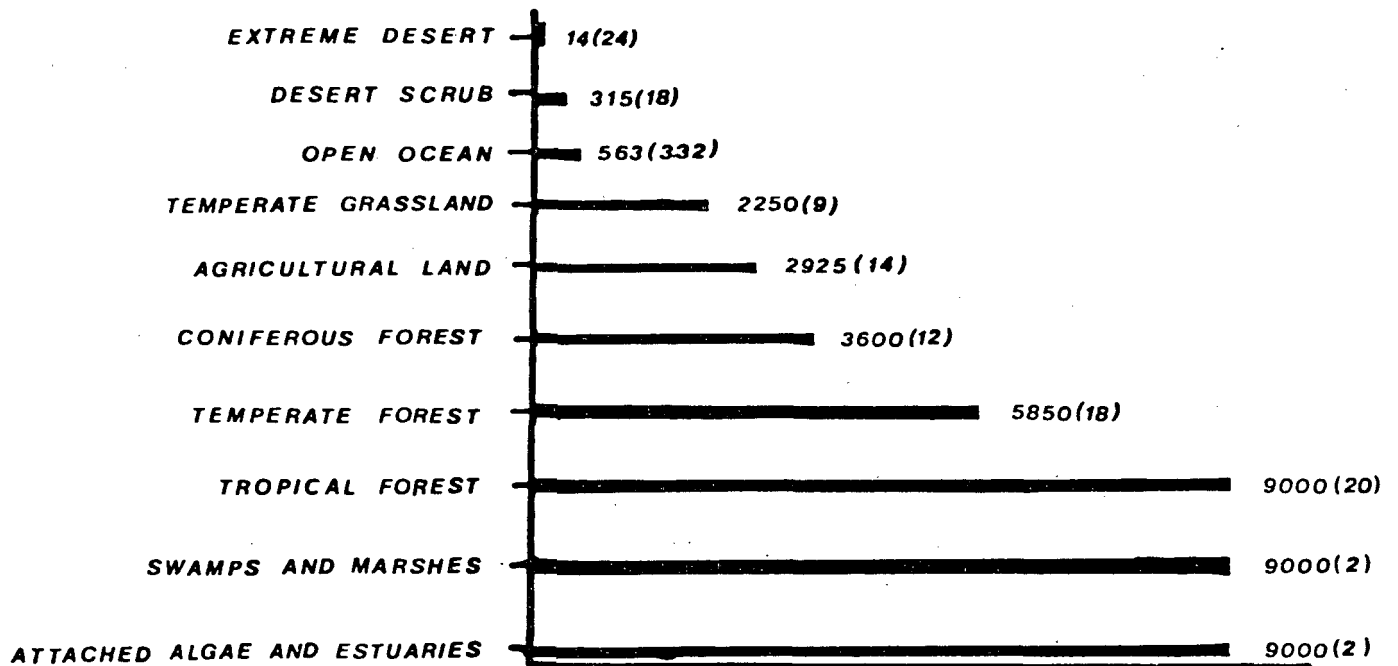 EXTREME DESERT 14(24)
DESERT SCRUB 315(18)
OPEN OCEAN 563(332)
TEMPERATE GRASSLAND 2250(9)
AGRICULTURAL LAND 2925(14)
CONIFEROUS FOREST 3600(12)
TEMPERATE FOREST 5850(18)
TROPICAL FOREST 9000(20)
SWAMPS AND MARSHES 9000(2)
ATTACHED ALGAE AND ESTUARIES 9000(2)